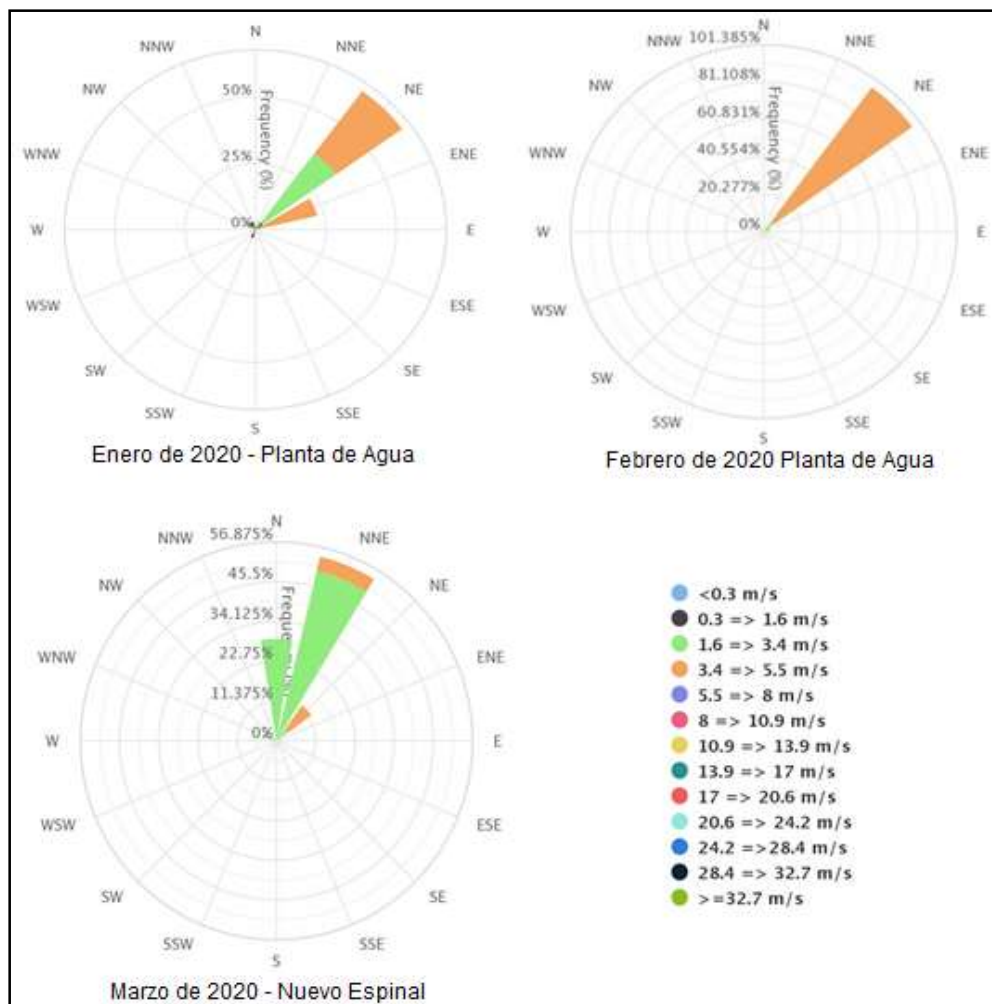 N
NNW
NNE
NW
50%
NE
Frequency (%)
WNW
25%
ENE
0%
W
E
WSW
ESE
SW
SE
SSW
SSE
S
Enero de 2020 - Planta de Agua
N
101.385%
NNW
NNE
81.108%
NW
NE
Frequency (%)
60.831%
WNW
40.554%
ENE
20.277%
0%
W
E
WSW
ESE
SW
SE
SSW
SSE
S
Febrero de 2020 Planta de Agua
N
56.875%
NNW
NNE
45.5%
NW
NE
34.125%
WNW
22.75%
ENE
11.375%
0%
W
E
WSW
ESE
SW
SE
SSW
SSE
S
Marzo de 2020 - Nuevo Espinal
<0.3 m/s
0.3 => 1.6 m/s
1.6 => 3.4 m/s
3.4 => 5.5 m/s
5.5 => 8 m/s
8 => 10.9 m/s
10.9 => 13.9 m/s
13.9 => 17 m/s
17 => 20.6 m/s
20.6 => 24.2 m/s
24.2 =>28.4 m/s
28.4 => 32.7 m/s
>=32.7 m/s